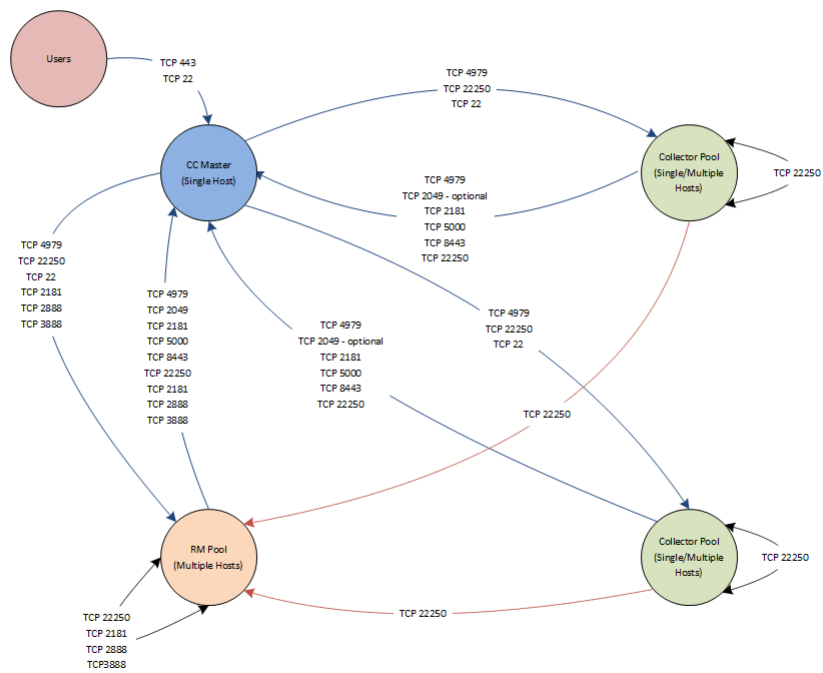 Users
TCP 443
TCP 22
TCP 4979
TCP 22250
TCP 22
CC Master
(Single Host)
Collector Pool
(Single/Multiple
Hosts)
TCP 22250
TCP 4979
TCP 2049 - optional
TCP 2181
TCP 5000
TCP 8443
TCP 22250
TCP 4979
TCP 22250
TCP 22
TCP 2181
TCP 2888
TCP 3888
TCP 4979
TCP 2049
TCP 2181
TCP 5000
TCP 8443
TCP 22250
TCP 2181
TCP 2888
TCP 3888
TCP 4979
TCP 2049 - optional
TCP 2181
TCP 5000
TCP 8443
TCP 22250
TCP 4979
TCP 22250
TCP 22
TCP 22250
RM Pool
(Multiple Hosts)
Collector Pool
(Single/Multiple
Hosts)
TCP 22250
TCP 22250
TCP 22250
TCP 2181
TCP 2888
TCP3888